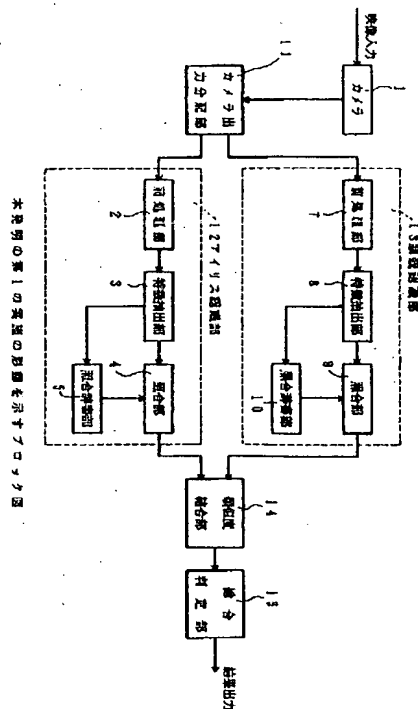 映像入力
カメラ
1
カメラ出
力分配部
11
13顔認識部
前処理部
7
特徴抽出部
8
照合部
9
照合辞書部
10
12アイリス認識部
前処理部
2
特徴抽出部
3
照合部
4
照合辞書部
5
類似度
統合部
14
総合
判定部
15
結果出力
本発明の第1の実施の形態を示すブロック図